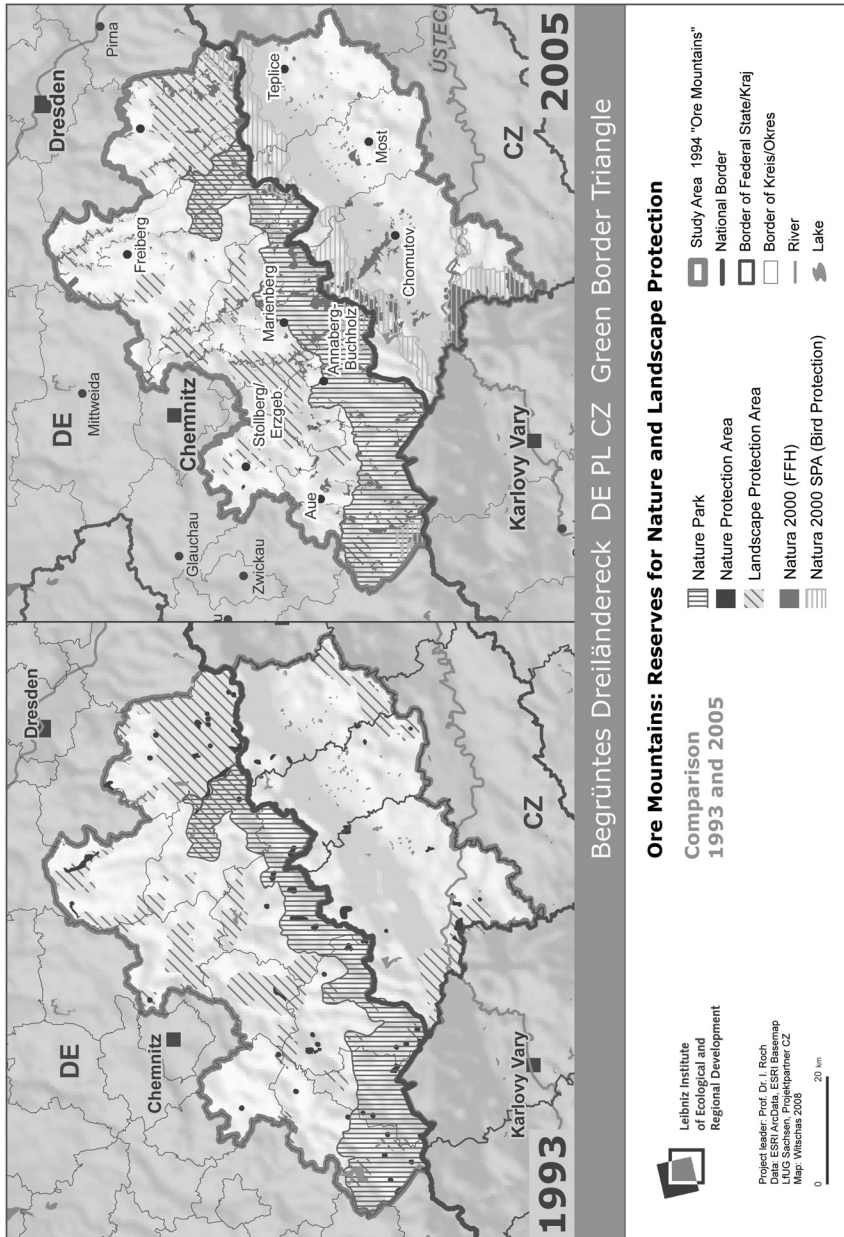 DE
Chemnitz
Dresden
Karlovy Vary
CZ
1993
DE
Mittweida
Glauchau
Zwickau
Chemnitz
Stollberg/
Erzgeb.
Aue
Freiberg
Marienberg
Annaberg-
Buchholz
Dresden
Pirna
Teplice
ÚSTECI
Most
Chomutov
Karlovy Vary
CZ
2005
Begrüntes Dreiländereck DE PL CZ Green Border Triangle
Leibniz Institute
of Ecological and
Regional Development
Project leader: Prof. Dr. I. Roch
Data: ESRI ArcData, ESRI Basemap
LfUG Sachsen, Projektpartner CZ
Map: Witschas 2008
0 20 km
Ore Mountains: Reserves for Nature and Landscape Protection
Comparison
1993 and 2005
Nature Park
Nature Protection Area
Landscape Protection Area
Natura 2000 (FFH)
Natura 2000 SPA (Bird Protection)
Study Area 1994 "Ore Mountains"
National Border
Border of Federal State/Kraj
Border of Kreis/Okres
River
Lake